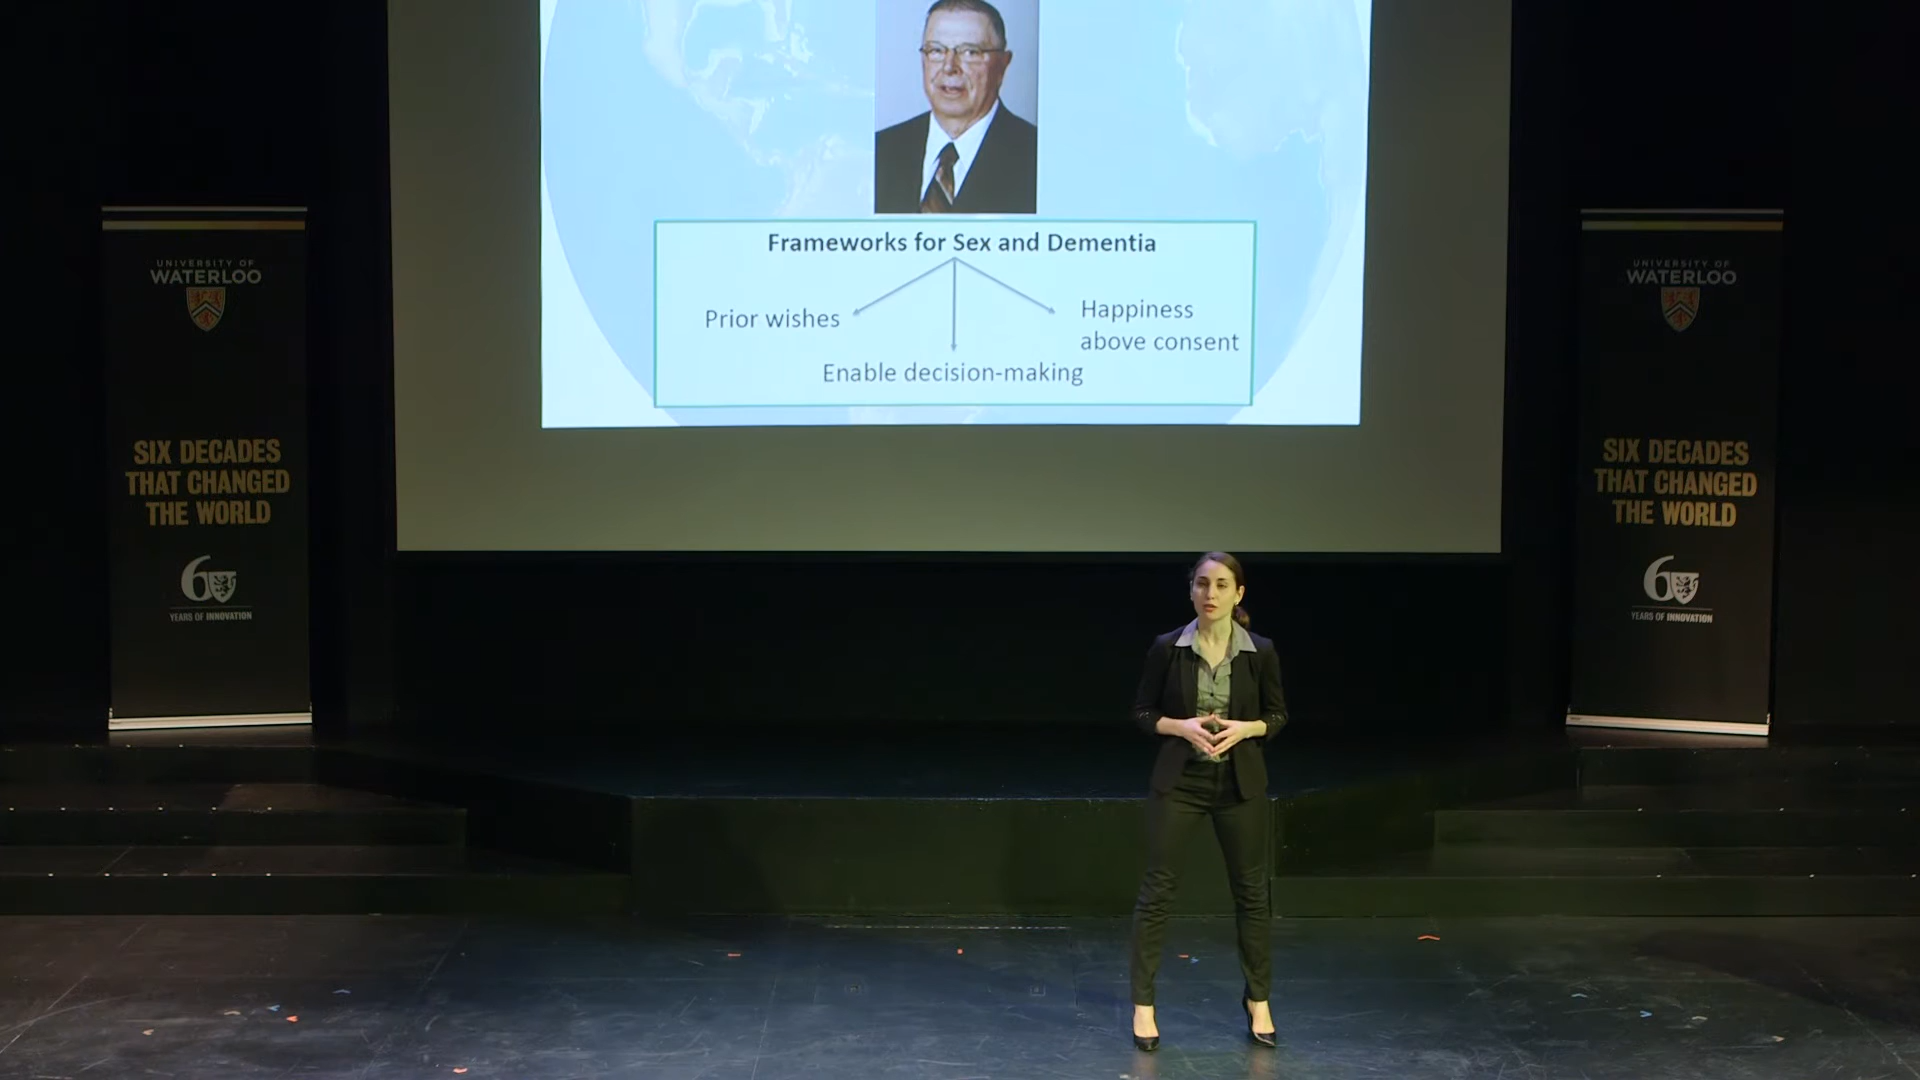 Frameworks for Sex and Dementia
Prior wishes
Happiness
above consent
Enable decision-making
UNIVERSITY OF
WATERLOO
SIX DECADES
THAT CHANGED
THE WORLD
60
YEARS OF INNOVATION
UNIVERSITY OF
WATERLOO
SIX DECADES
THAT CHANGED
THE WORLD
60
YEARS OF INNOVATION